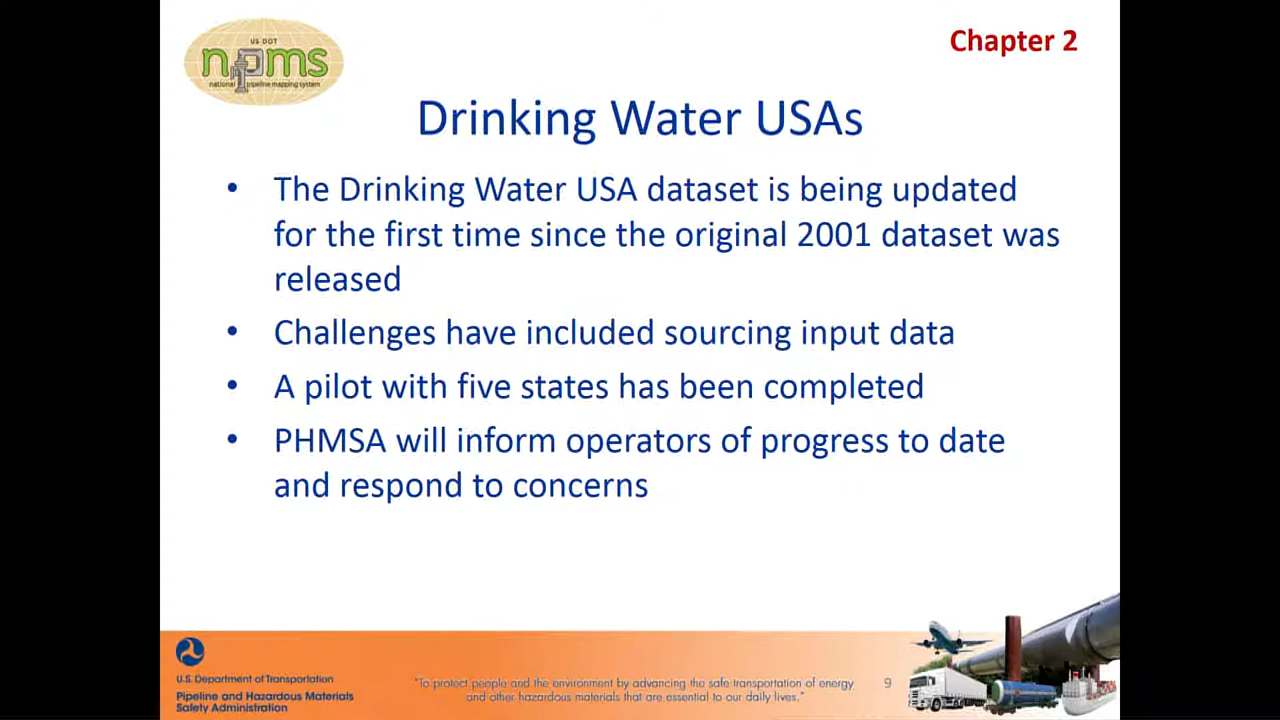 US DOT
npms
national pipeline mapping system
Chapter 2
Drinking Water USAs
• The Drinking Water USA dataset is being updated
for the first time since the original 2001 dataset was
released
• Challenges have included sourcing input data
• A pilot with five states has been completed
• PHMSA will inform operators of progress to date
and respond to concerns
U.S. Department of Transportation
Pipeline and Hazardous Materials
Safety Administration
"To protect people and the environment by advancing the safe transportation of energy
and other hazardous materials that are essential to our daily lives."
9